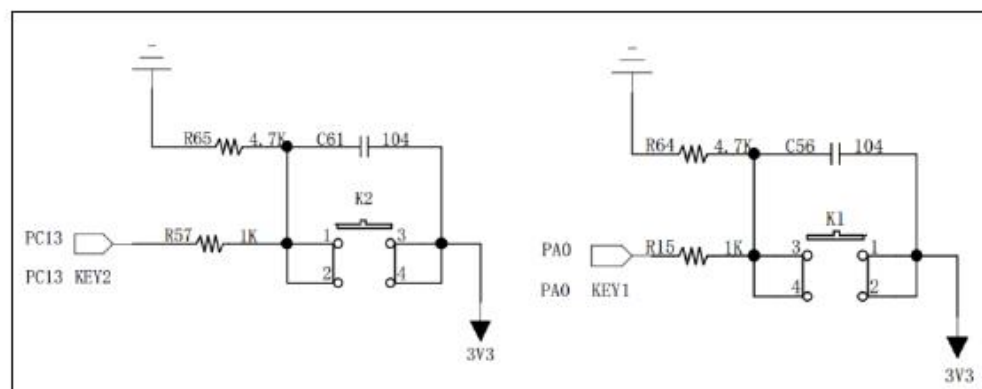 R65 4.7K C61 104
K2
PC13 R57 1K 1 3
PC13 KEY2 2 4
3V3
R64 4.7K C56 104
K1
PA0 R15 1K 3 1
PA0 KEY1 4 2
3V3